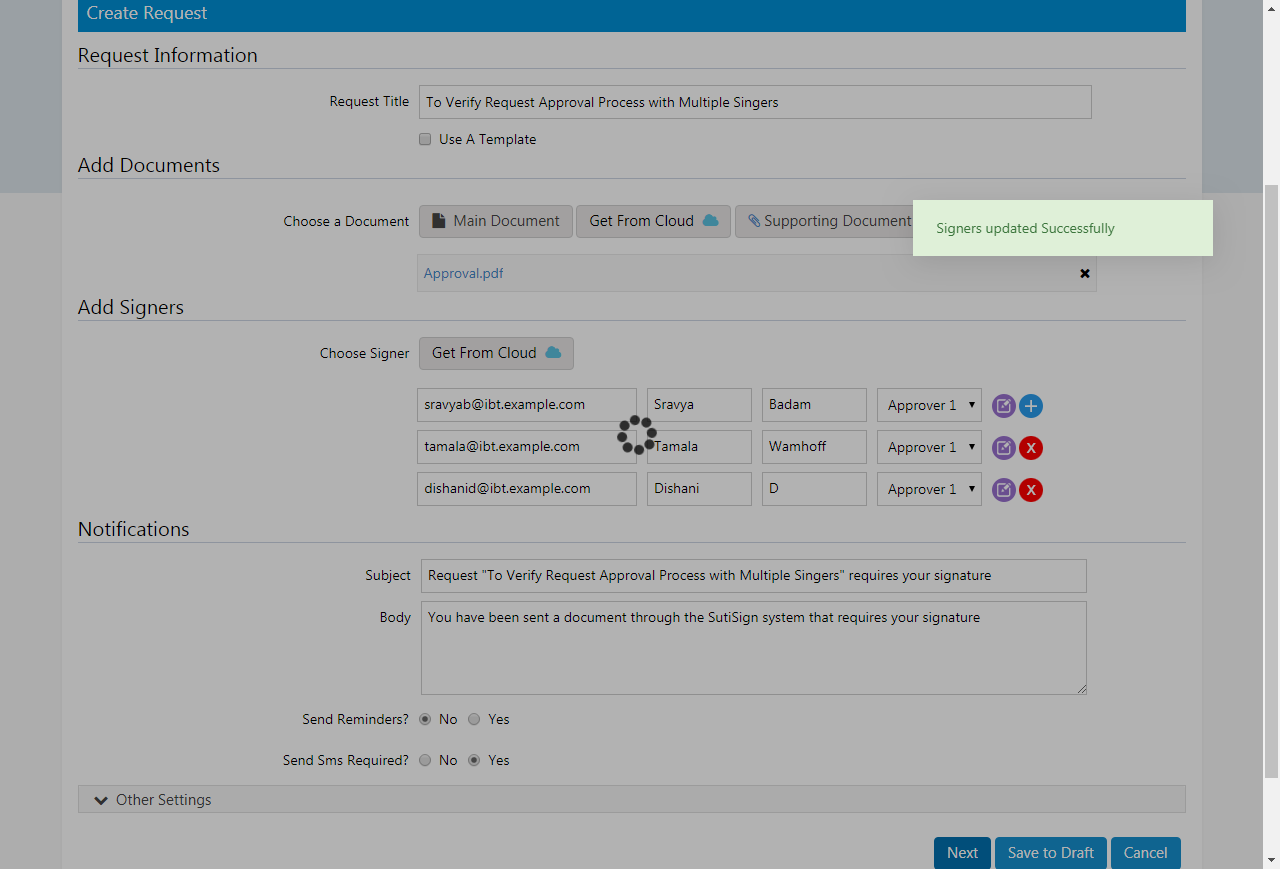 Create Request
Request Information
Request Title To Verify Request Approval Process with Multiple Singers
Use A Template
Add Documents
Choose a Document Main Document Get From Cloud Supporting Document
Signers updated Successfully
Approval.pdf
Add Signers
Choose Signer Get From Cloud
sravyab@ibt.example.com Sravya Badam Approver 1
tamala@ibt.example.com Tamala Wamhoff Approver 1 X
dishanid@ibt.example.com Dishani D Approver 1 X
Notifications
Subject Request "To Verify Request Approval Process with Multiple Singers" requires your signature
Body You have been sent a document through the SutiSign system that requires your signature
Send Reminders? No Yes
Send Sms Required? No Yes
Other Settings
Next Save to Draft Cancel